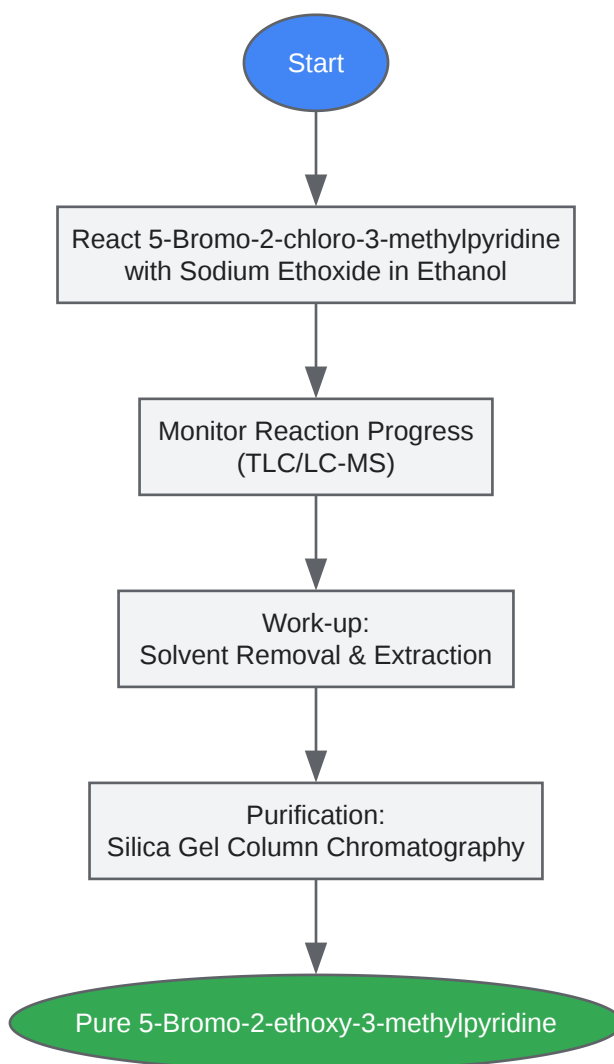 Start
React 5-Bromo-2-chloro-3-methylpyridine
with Sodium Ethoxide in Ethanol
Monitor Reaction Progress
(TLC/LC-MS)
Work-up:
Solvent Removal & Extraction
Purification:
Silica Gel Column Chromatography
Pure 5-Bromo-2-ethoxy-3-methylpyridine